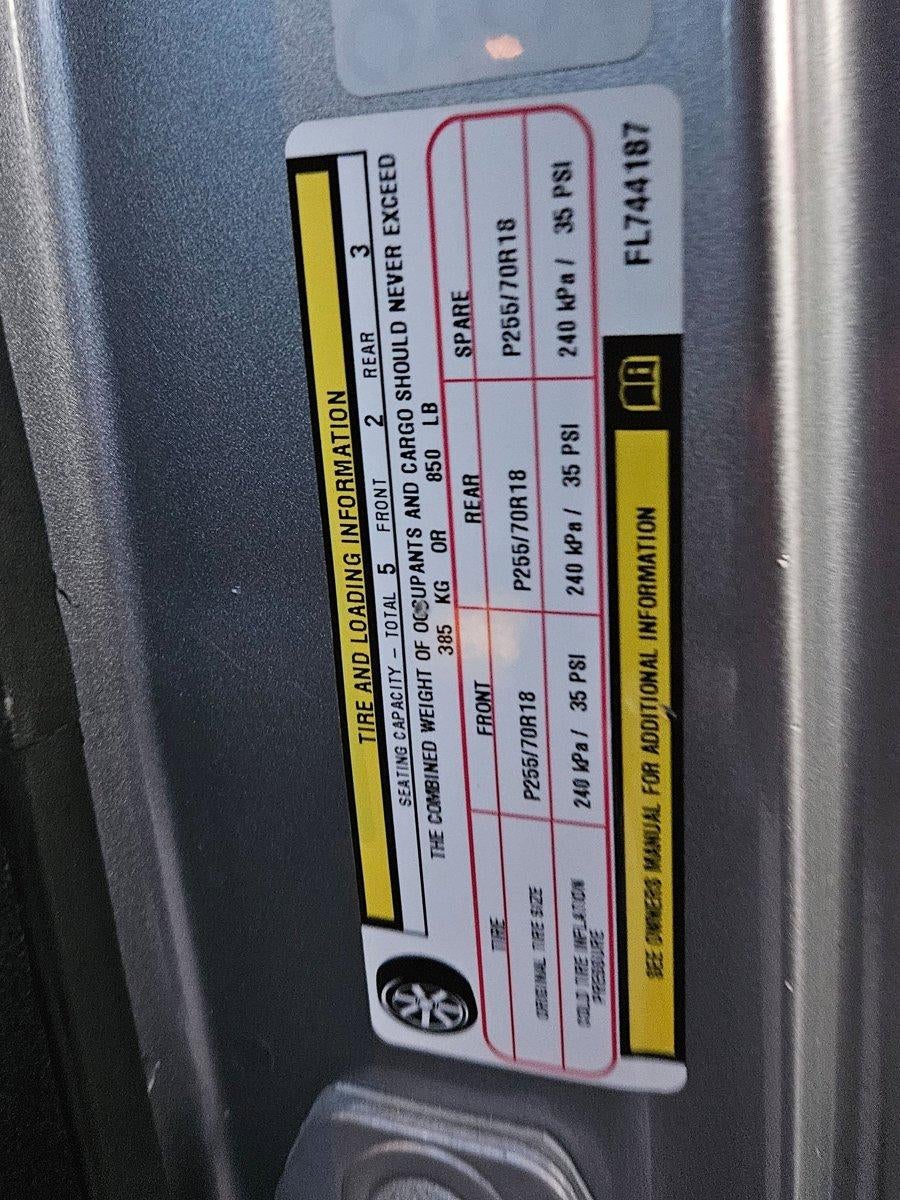 TIRE AND LOADING INFORMATION
SEATING CAPACITY - TOTAL 5 FRONT 2 REAR 3
THE COMBINED WEIGHT OF OCCUPANTS AND CARGO SHOULD NEVER EXCEED
385 KG OR 850 LB
TIRE FRONT REAR SPARE
ORIGINAL TIRE SIZE P255/70R18 P255/70R18 P255/70R18
COLD TIRE INFLATION PRESSURE 240 kPa / 35 PSI 240 kPa / 35 PSI 240 kPa / 35 PSI
SEE OWNERS MANUAL FOR ADDITIONAL INFORMATION
FL744187